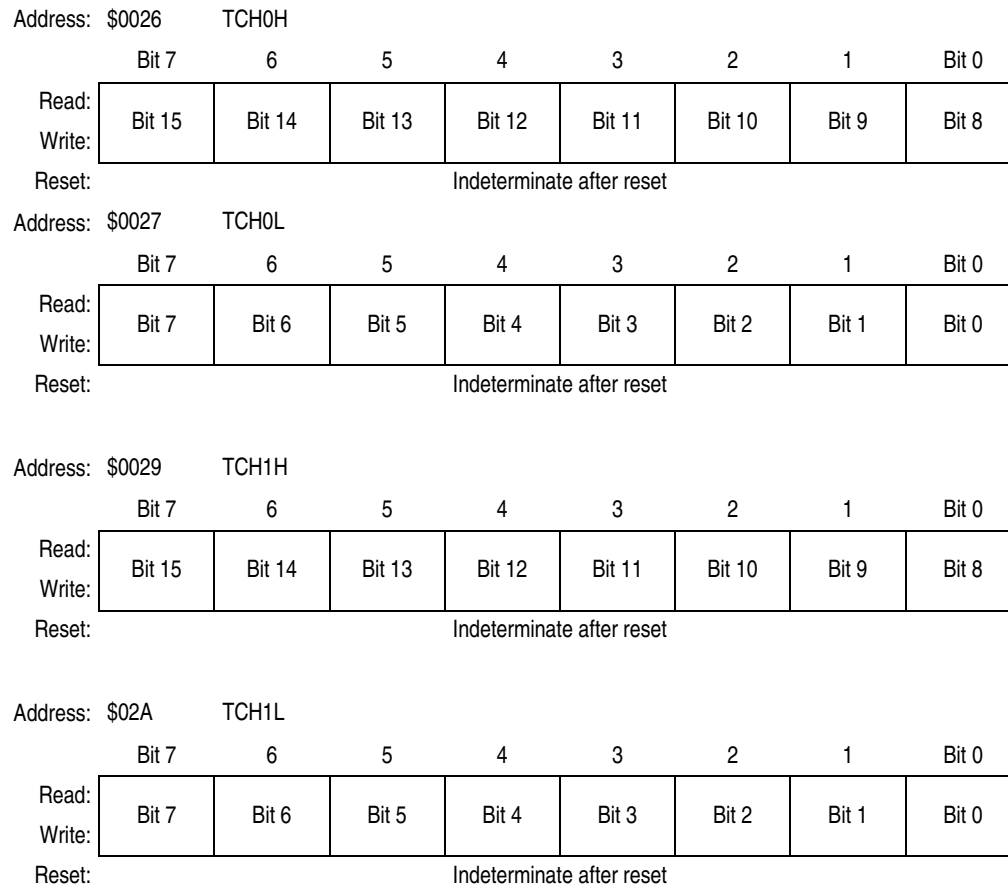 Address: $0026 TCH0H
Bit 7 6 5 4 3 2 1 Bit 0
Read:
Bit 15 Bit 14 Bit 13 Bit 12 Bit 11 Bit 10 Bit 9 Bit 8
Write:
Reset: Indeterminate after reset
Address: $0027 TCH0L
Bit 7 6 5 4 3 2 1 Bit 0
Read:
Bit 7 Bit 6 Bit 5 Bit 4 Bit 3 Bit 2 Bit 1 Bit 0
Write:
Reset: Indeterminate after reset
Address: $0029 TCH1H
Bit 7 6 5 4 3 2 1 Bit 0
Read:
Bit 15 Bit 14 Bit 13 Bit 12 Bit 11 Bit 10 Bit 9 Bit 8
Write:
Reset: Indeterminate after reset
Address: $02A TCH1L
Bit 7 6 5 4 3 2 1 Bit 0
Read:
Bit 7 Bit 6 Bit 5 Bit 4 Bit 3 Bit 2 Bit 1 Bit 0
Write:
Reset: Indeterminate after reset